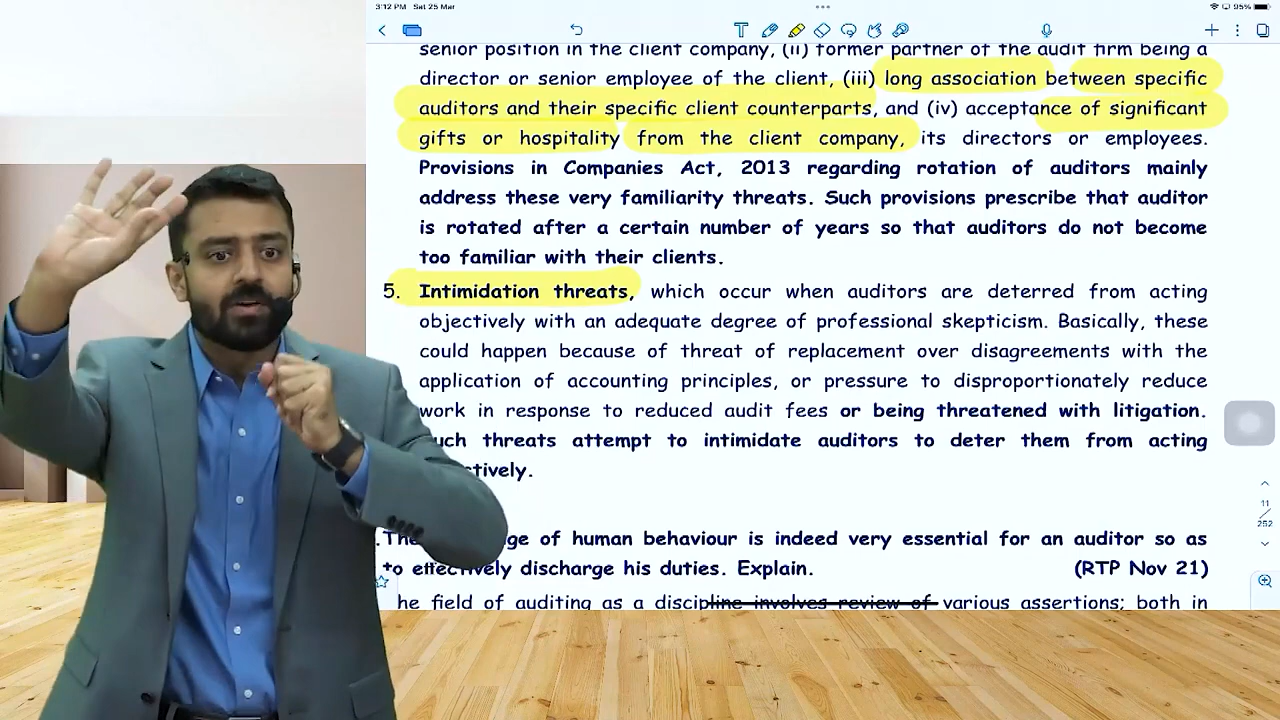 3:12 PM Sat 25 Mar
95%
senior position in the client company, (ii) former partner of the audit firm being a
director or senior employee of the client, (iii) long association between specific
auditors and their specific client counterparts, and (iv) acceptance of significant
gifts or hospitality from the client company, its directors or employees.
Provisions in Companies Act, 2013 regarding rotation of auditors mainly
address these very familiarity threats. Such provisions prescribe that auditor
is rotated after a certain number of years so that auditors do not become
too familiar with their clients.
5. Intimidation threats, which occur when auditors are deterred from acting
objectively with an adequate degree of professional skepticism. Basically, these
could happen because of threat of replacement over disagreements with the
application of accounting principles, or pressure to disproportionately reduce
work in response to reduced audit fees or being threatened with litigation.
uch threats attempt to intimidate auditors to deter them from acting
ctively.
11
252
.The ge of human behaviour is indeed very essential for an auditor so as
to effectively discharge his duties. Explain. (RTP Nov 21)
he field of auditing as a discipline involves review of various assertions; both in